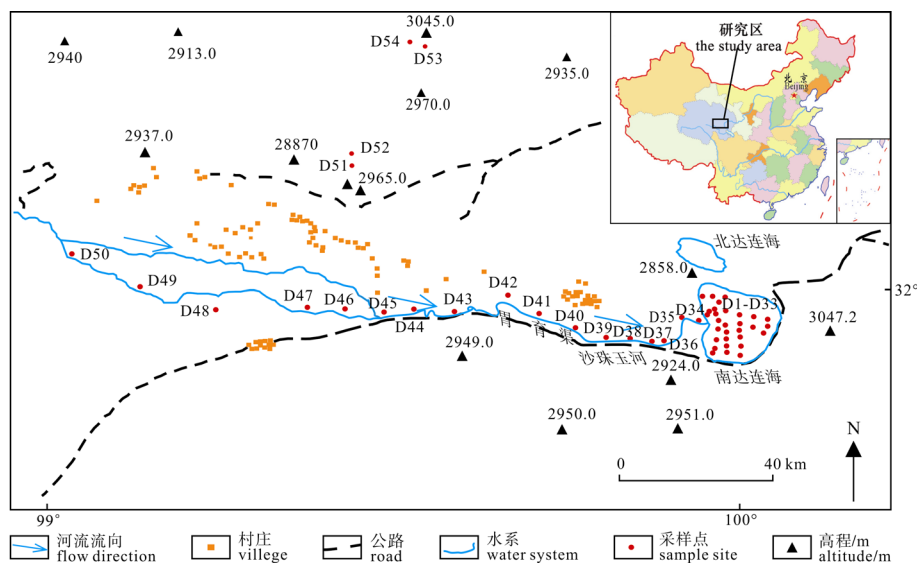 3045.0
D54
D53
2940
2913.0
2935.0
2970.0
研究区
the study area
北 京
Beijing
2937.0
28870
D52
D51
2965.0
D50
北达连海
2858.0
D49
D42
32°
D48
D47
D46
D45
D43
D41
D34
D1-D33
D44
D40
D35
胃育渠
D39
D38
D37
D36
3047.2
2949.0
沙珠玉河
2924.0
南达连海
2950.0
2951.0
N
0
40 km
99°
100°
河流流向
flow direction
村庄
villege
公路
road
水系
water system
采样点
sample site
高程/m
altitude/m